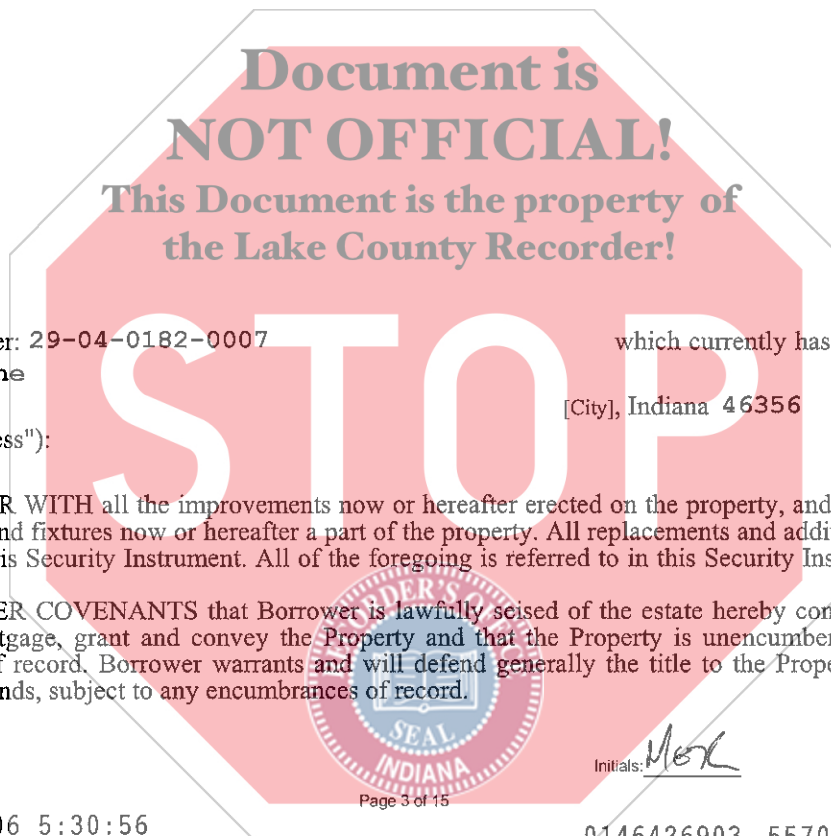 Document is
NOT OFFICIAL!
This Document is the property of
the Lake County Recorder!
STOP
er: 29-04-0182-0007 which currently has
ne
[City], Indiana 46356
ess"):
R WITH all the improvements now or hereafter erected on the property, and
nd fixtures now or hereafter a part of the property. All replacements and addi
is Security Instrument. All of the foregoing is referred to in this Security Ins
ER COVENANTS that Borrower is lawfully seised of the estate hereby con
tgage, grant and convey the Property and that the Property is unencumber
f record. Borrower warrants and will defend generally the title to the Prope
nds, subject to any encumbrances of record.
RECORDER'S OFFICE
SEAL
INDIANA
Initials:
Page 3 of 15
06 5:30:56
0146426903 5570